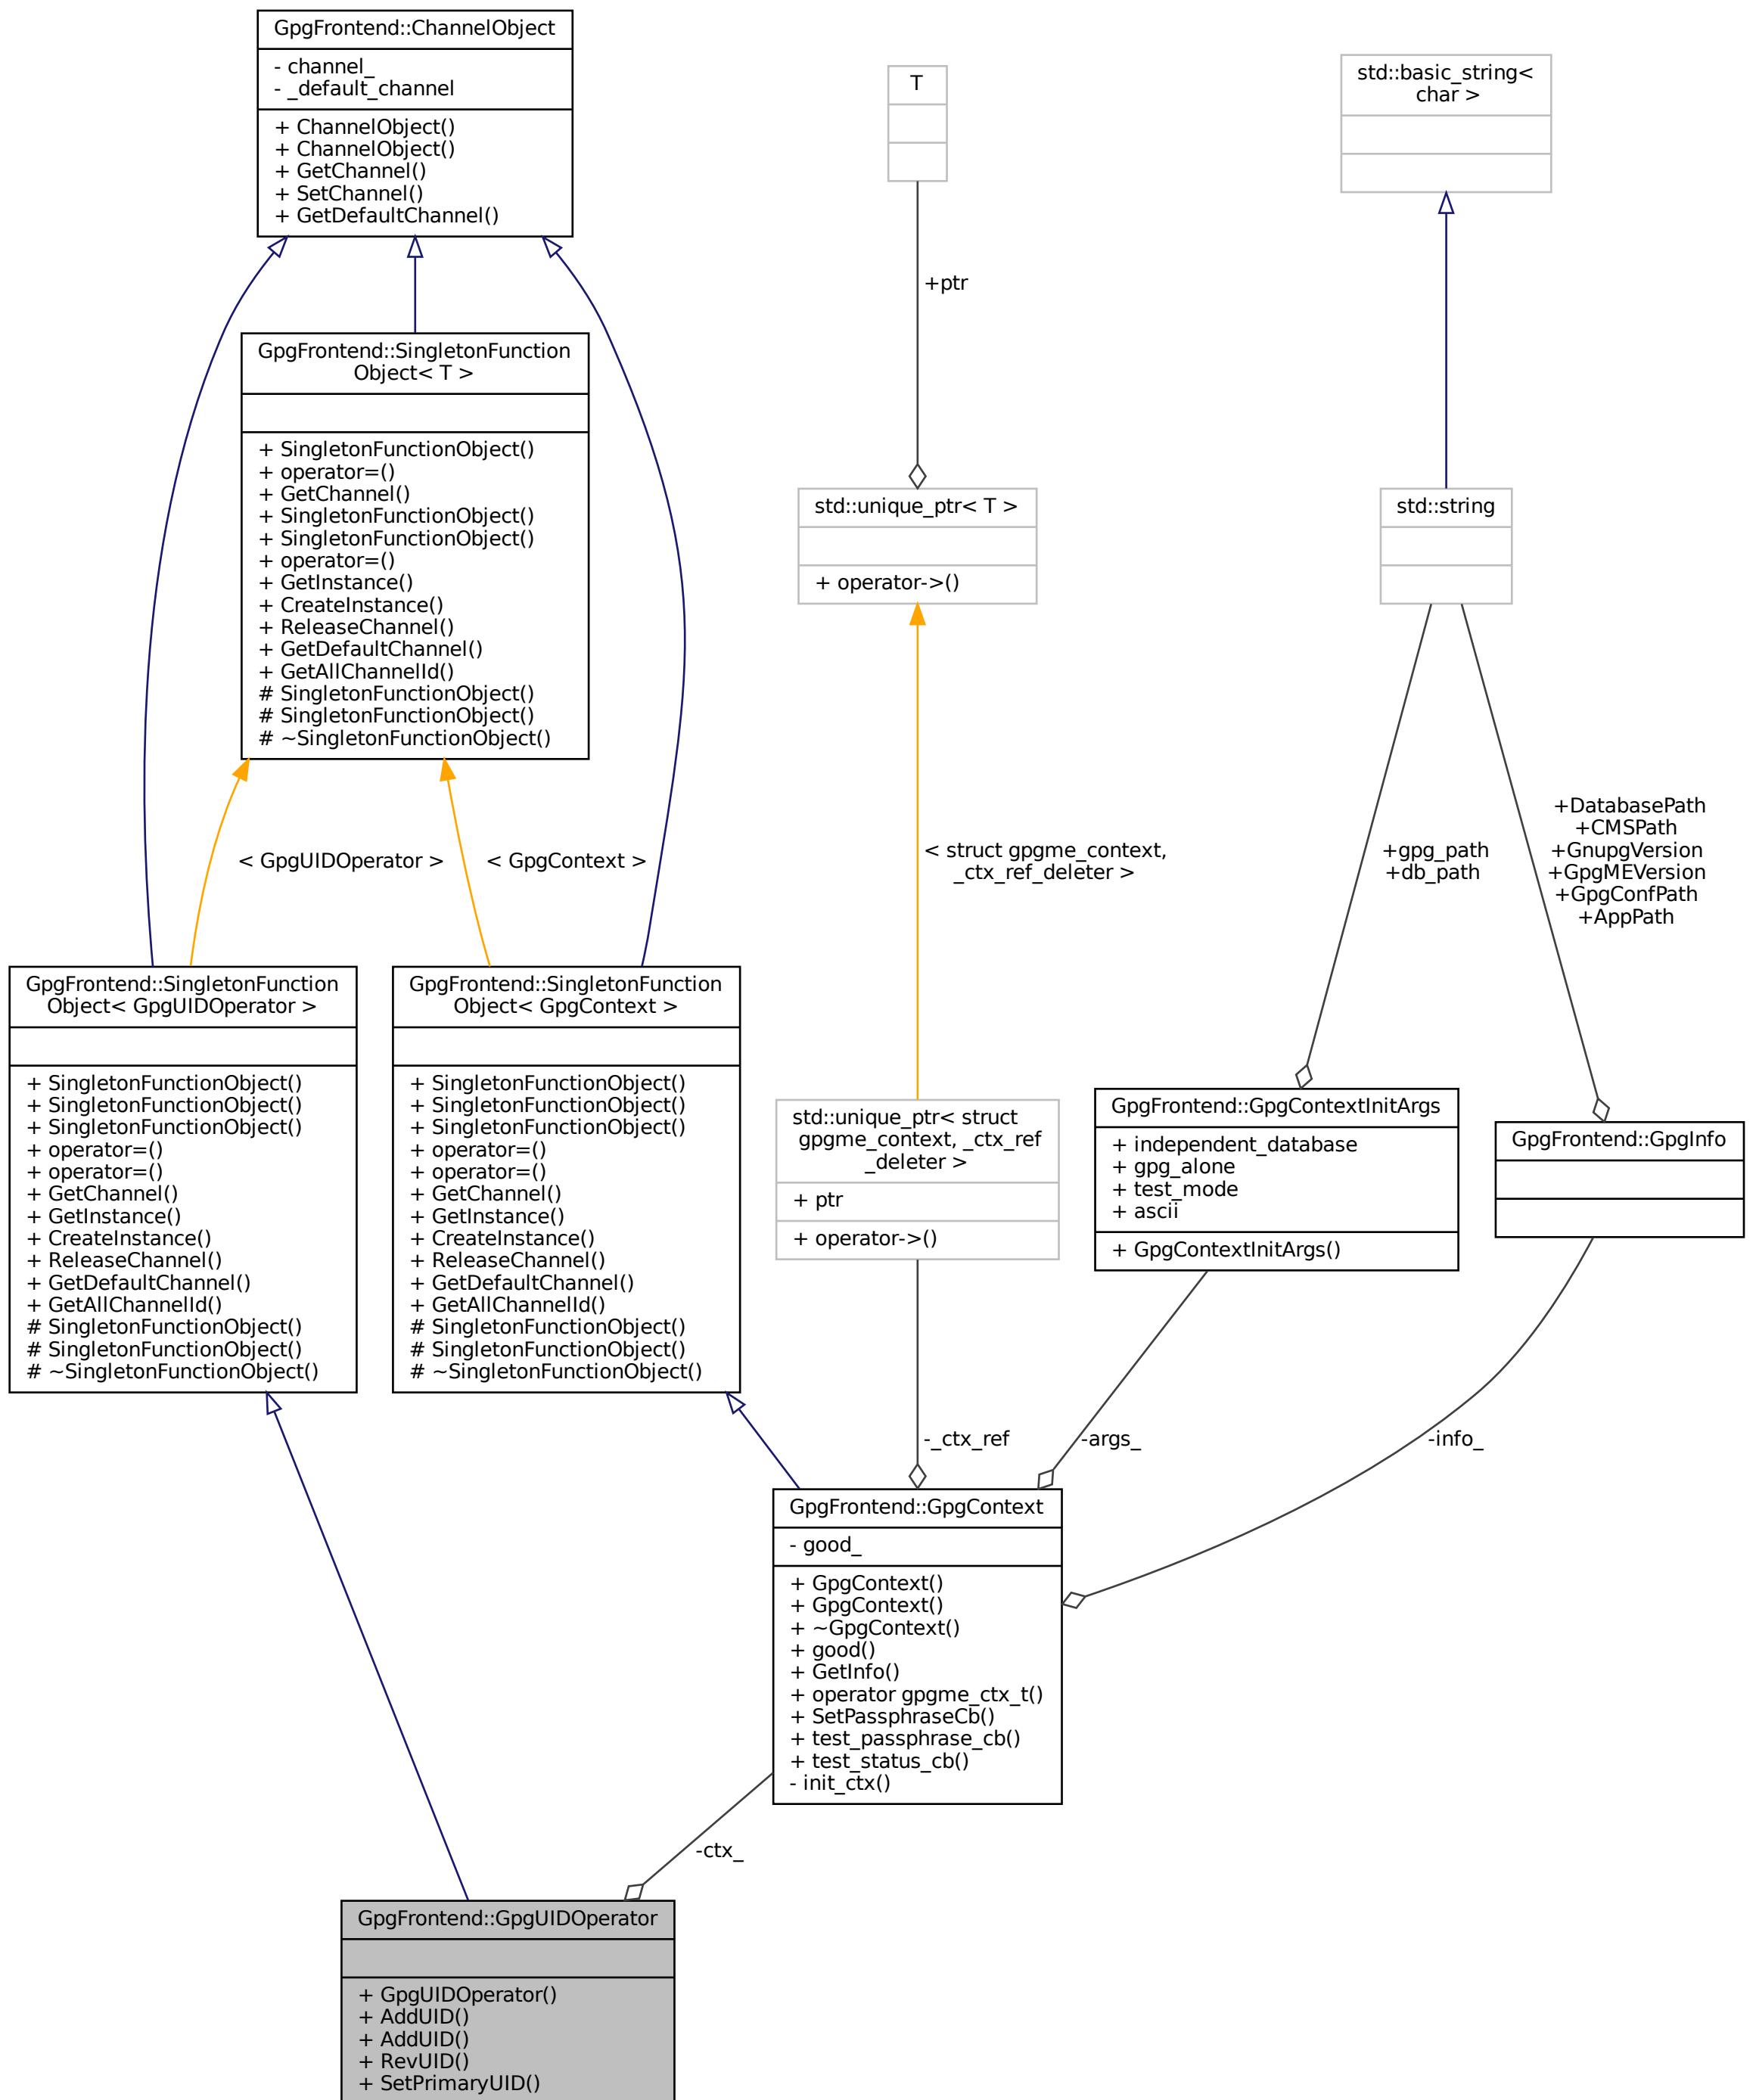 GpgFrontend::ChannelObject
- channel_
- _default_channel
+ ChannelObject()
+ ChannelObject()
+ GetChannel()
+ SetChannel()
+ GetDefaultChannel()
T
std::basic_string<
char >
+ptr
GpgFrontend::SingletonFunction
Object< T >
+ SingletonFunctionObject()
+ operator=()
+ GetChannel()
+ SingletonFunctionObject()
+ SingletonFunctionObject()
+ operator=()
+ GetInstance()
+ CreateInstance()
+ ReleaseChannel()
+ GetDefaultChannel()
+ GetAllChannelId()
# SingletonFunctionObject()
# SingletonFunctionObject()
# ~SingletonFunctionObject()
std::unique_ptr< T >
+ operator->()
std::string
< GpgUIDOperator >
< GpgContext >
< struct gpgme_context,
_ctx_ref_deleter >
+gpg_path
+db_path
+DatabasePath
+CMSPath
+GnupgVersion
+GpgMEVersion
+GpgConfPath
+AppPath
GpgFrontend::SingletonFunction
Object< GpgUIDOperator >
+ SingletonFunctionObject()
+ SingletonFunctionObject()
+ SingletonFunctionObject()
+ operator=()
+ operator=()
+ GetChannel()
+ GetInstance()
+ CreateInstance()
+ ReleaseChannel()
+ GetDefaultChannel()
+ GetAllChannelId()
# SingletonFunctionObject()
# SingletonFunctionObject()
# ~SingletonFunctionObject()
GpgFrontend::SingletonFunction
Object< GpgContext >
+ SingletonFunctionObject()
+ SingletonFunctionObject()
+ SingletonFunctionObject()
+ operator=()
+ operator=()
+ GetChannel()
+ GetInstance()
+ CreateInstance()
+ ReleaseChannel()
+ GetDefaultChannel()
+ GetAllChannelId()
# SingletonFunctionObject()
# SingletonFunctionObject()
# ~SingletonFunctionObject()
std::unique_ptr< struct
gpgme_context, _ctx_ref
_deleter >
+ ptr
+ operator->()
GpgFrontend::GpgContextInitArgs
+ independent_database
+ gpg_alone
+ test_mode
+ ascii
+ GpgContextInitArgs()
GpgFrontend::GpgInfo
-_ctx_ref
-args_
-info_
GpgFrontend::GpgContext
- good_
+ GpgContext()
+ GpgContext()
+ ~GpgContext()
+ good()
+ GetInfo()
+ operator gpgme_ctx_t()
+ SetPassphraseCb()
+ test_passphrase_cb()
+ test_status_cb()
- init_ctx()
-ctx_
GpgFrontend::GpgUIDOperator
+ GpgUIDOperator()
+ AddUID()
+ AddUID()
+ RevUID()
+ SetPrimaryUID()